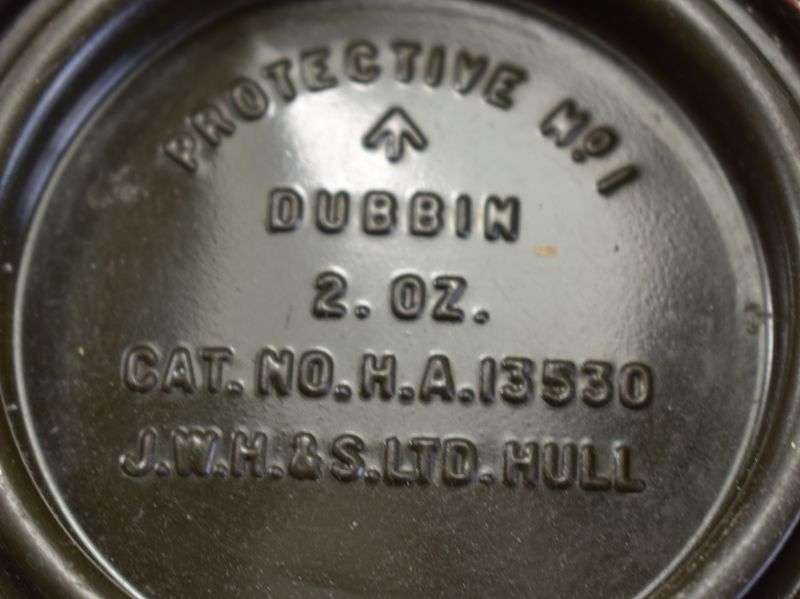 PROTECTIVE Nº1
DUBBIN
2. OZ.
CAT. NO. H.A. 13530
J.W.H. & S. LTD. HULL